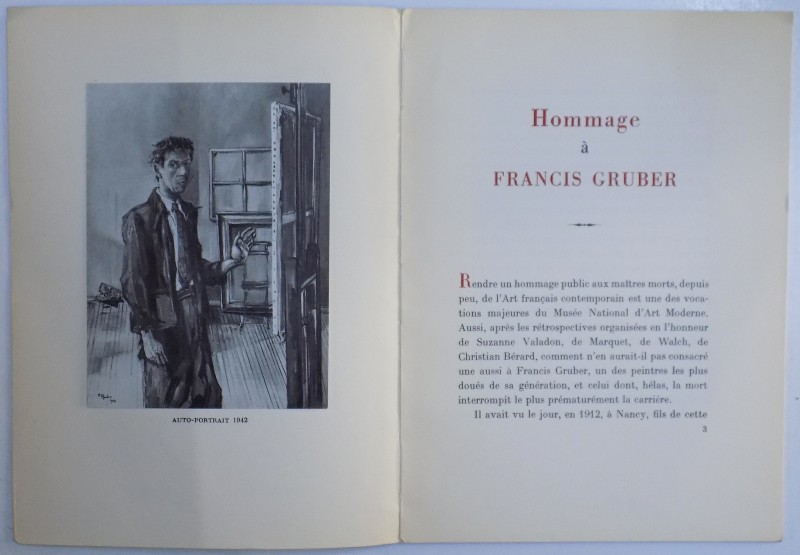 AUTO-PORTRAIT 1942
Hommage
à
FRANCIS GRUBER
Rendre un hommage public aux maîtres morts, depuis
peu, de l'Art français contemporain est une des voca-
tions majeures du Musée National d'Art Moderne.
Aussi, après les rétrospectives organisées en l'honneur
de Suzanne Valadon, de Marquet, de Walch, de
Christian Bérard, comment n'en aurait-il pas consacré
une aussi à Francis Gruber, un des peintres les plus
doués de sa génération, et celui dont, hélas, la mort
interrompit le plus prématurément la carrière.
Il avait vu le jour, en 1912, à Nancy, fils de cette
3